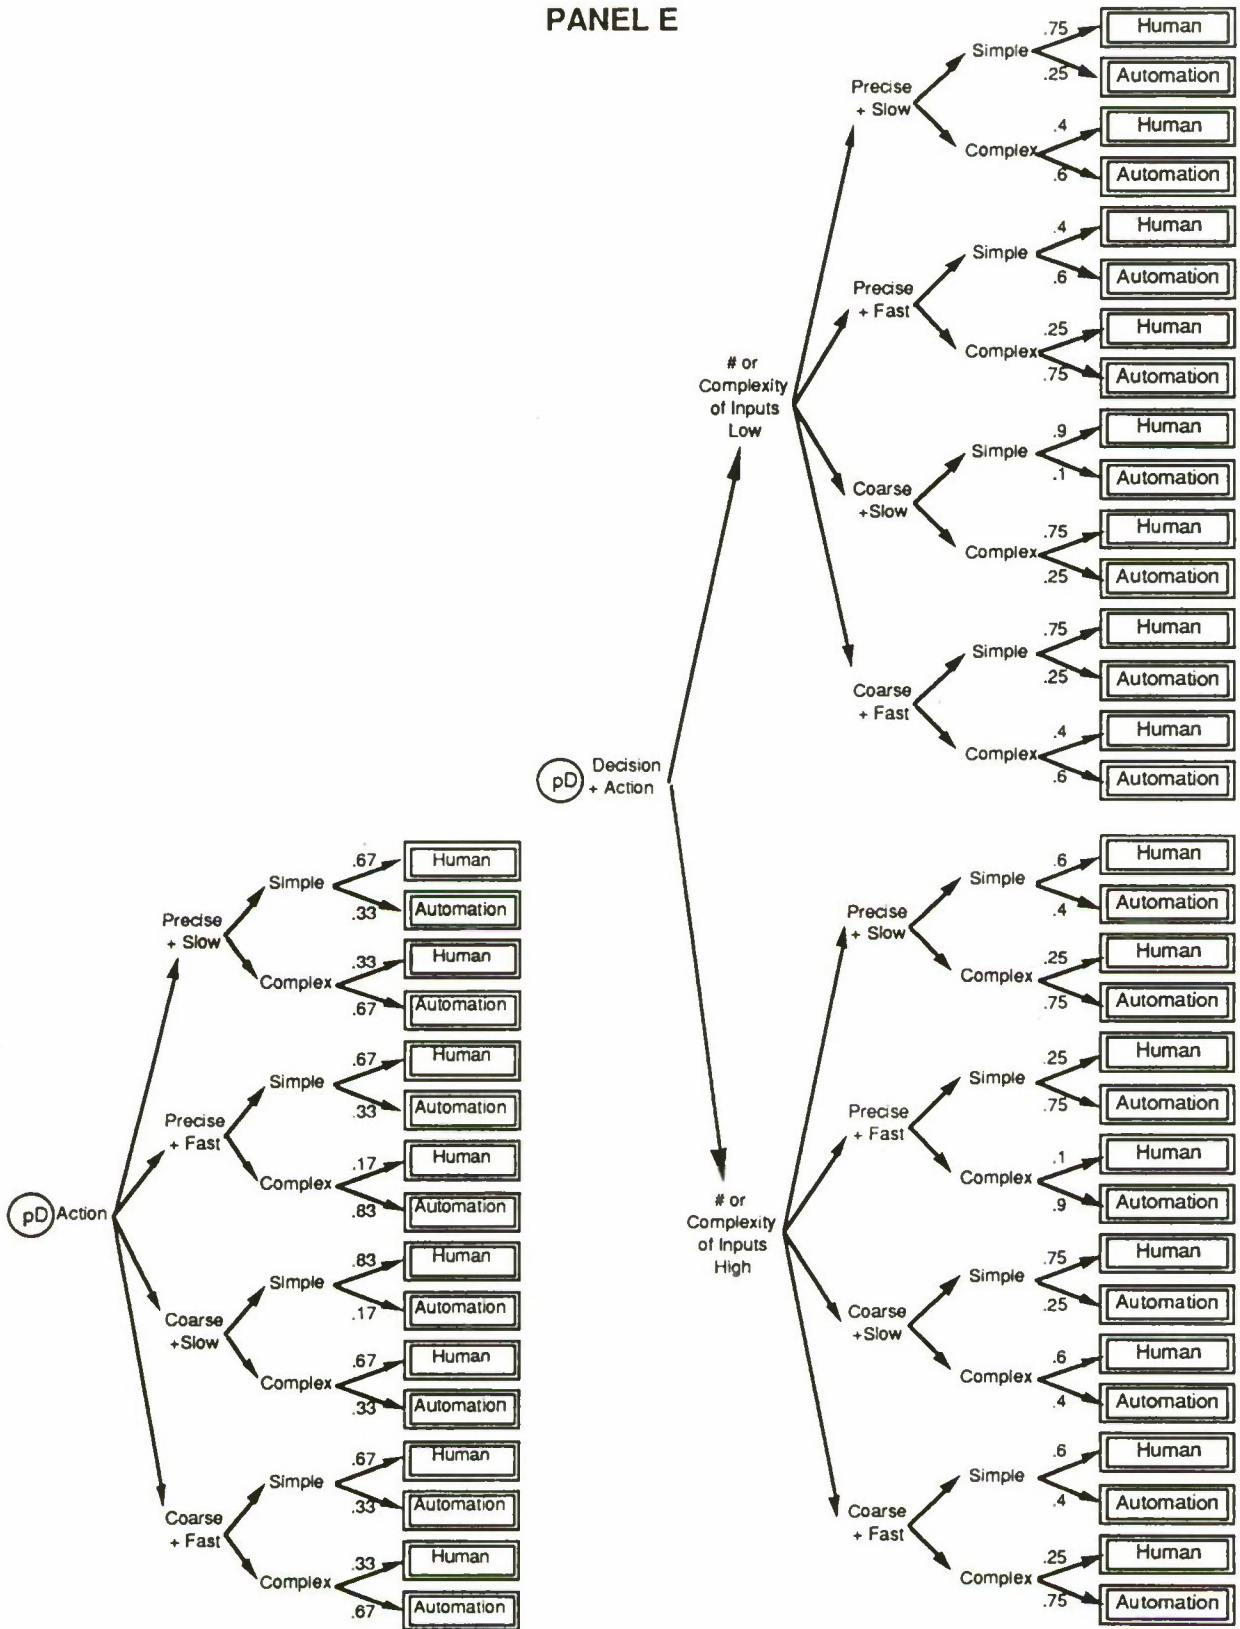 PANEL E
pD
Decision
+ Action
# or
Complexity
of Inputs
Low
Precise
+ Slow
Simple
.75
Human
.25
Automation
Complex
.4
Human
.6
Automation
Precise
+ Fast
Simple
.4
Human
.6
Automation
Complex
.25
Human
.75
Automation
Coarse
+Slow
Simple
.9
Human
.1
Automation
Complex
.75
Human
.25
Automation
Coarse
+ Fast
Simple
.75
Human
.25
Automation
Complex
.4
Human
.6
Automation
# or
Complexity
of Inputs
High
Precise
+ Slow
Simple
.6
Human
.4
Automation
Complex
.25
Human
.75
Automation
Precise
+ Fast
Simple
.25
Human
.75
Automation
Complex
.1
Human
.9
Automation
Coarse
+Slow
Simple
.75
Human
.25
Automation
Complex
.6
Human
.4
Automation
Coarse
+ Fast
Simple
.6
Human
.4
Automation
Complex
.25
Human
.75
Automation
pD Action
Precise
+ Slow
Simple
.67
Human
.33
Automation
Complex
.33
Human
.67
Automation
Precise
+ Fast
Simple
.67
Human
.33
Automation
Complex
.17
Human
.83
Automation
Coarse
+Slow
Simple
.83
Human
.17
Automation
Complex
.67
Human
.33
Automation
Coarse
+ Fast
Simple
.67
Human
.33
Automation
Complex
.33
Human
.67
Automation